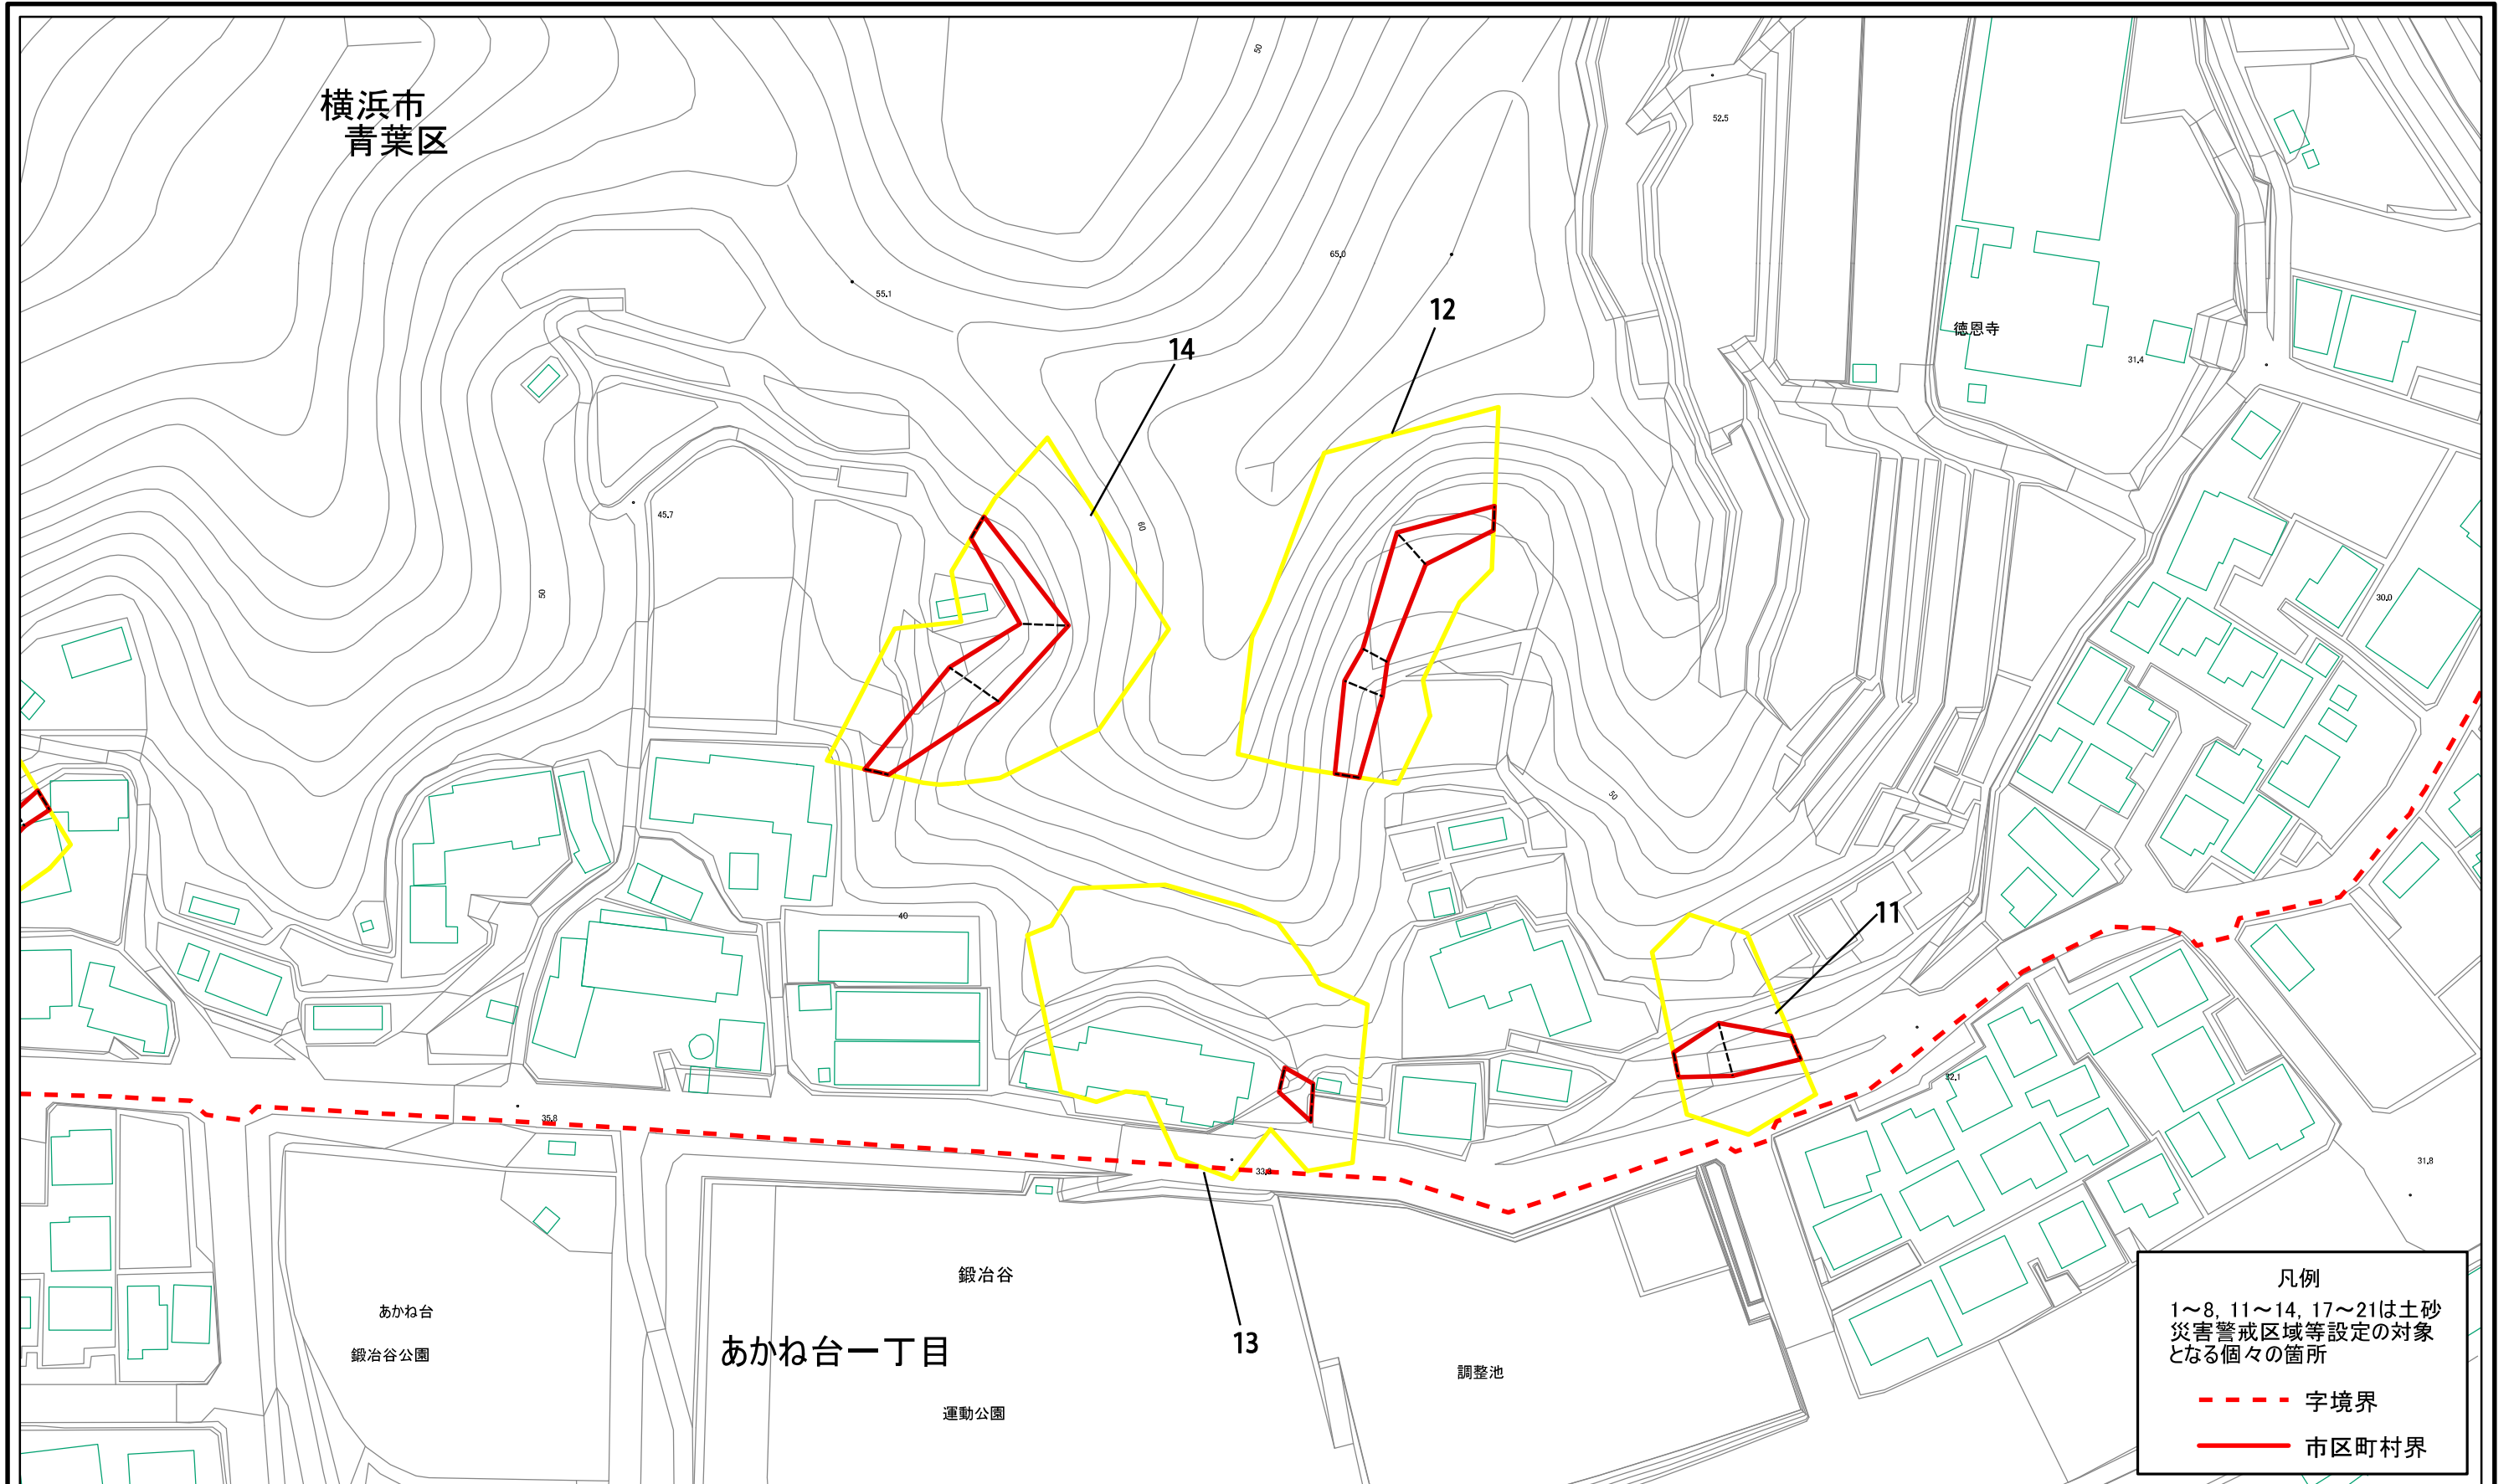 横浜市
青葉区
50
52.5
65.0
55.1
12
14
徳恩寺
31.4
60
45.7
50
30.0
50
40
11
32.1
35.8
33.9
31.8
鍛冶谷
あかね台
鍛冶谷公園
あかね台一丁目
13
調整池
運動公園
凡例
1～8, 11～14, 17～21は土砂
災害警戒区域等設定の対象
となる個々の箇所
字境界
市区町村界